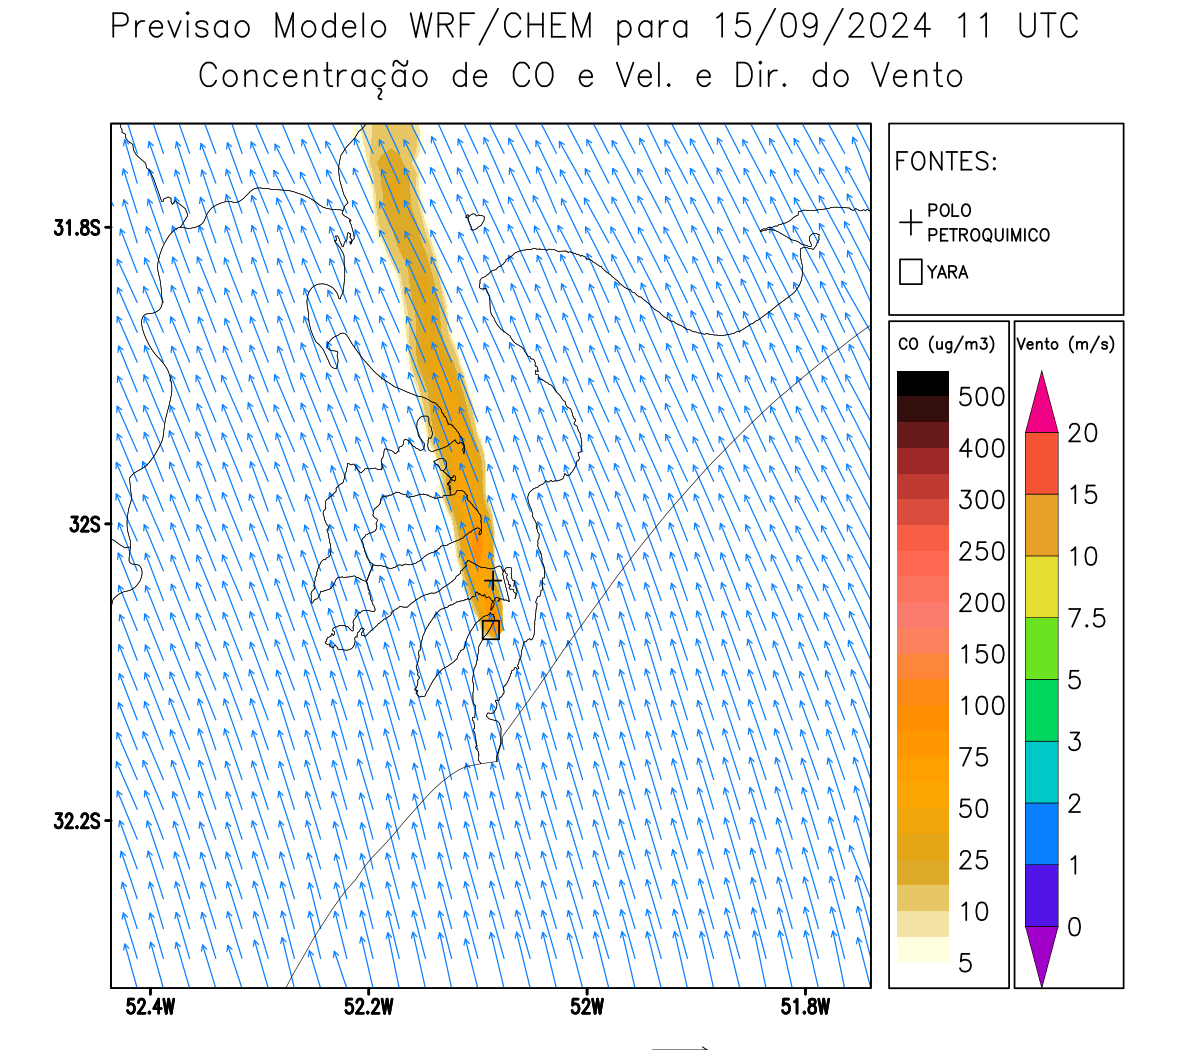 Previsao Modelo WRF/CHEM para 15/09/2024 11 UTC
Concentração de CO e Vel. e Dir. do Vento
FONTES:
POLO
PETROQUIMICO
YARA
CO (ug/m3)
500
400
300
250
200
150
100
75
50
25
10
5
Vento (m/s)
20
15
10
7.5
5
3
2
1
0
31.8S
32S
32.2S
52.4W
52.2W
52W
51.8W